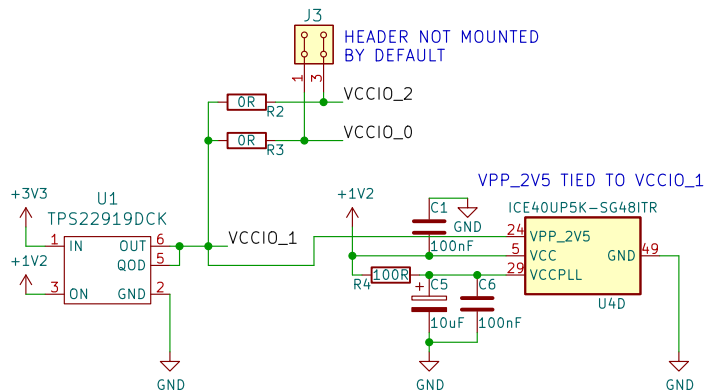 J3
HEADER NOT MOUNTED
BY DEFAULT
1
3
0R
R2
VCCIO_2
0R
R3
VCCIO_0
VPP_2V5 TIED TO VCCIO_1
+3V3
U1
TPS22919DCK
+1V2
1
IN
OUT
6
QOD
5
3
ON
GND
2
+1V2
VCCIO_1
GND
C1
100nF
GND
ICE40UP5K-SG48ITR
24
VPP_2V5
5
VCC
29
VCCPLL
GND
49
U4D
R4
100R
+
C5
10uF
C6
100nF
GND
GND